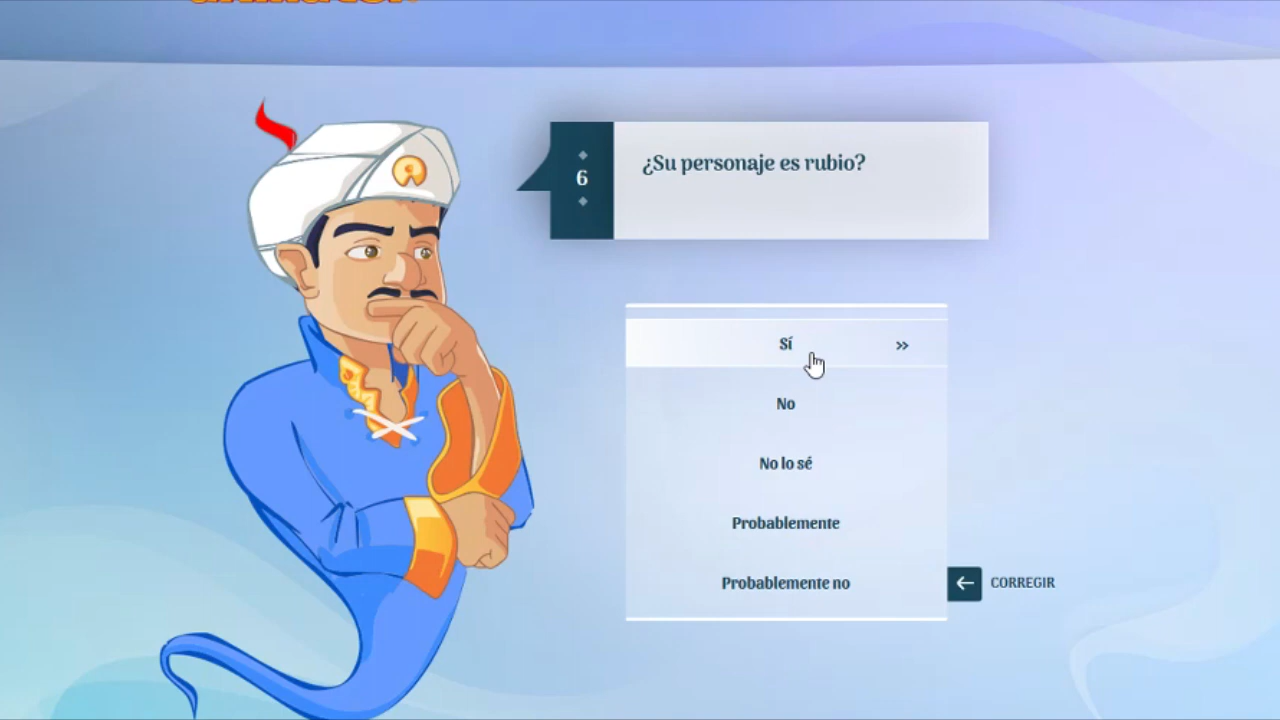 6
¿Su personaje es rubio?
Sí
No
No lo sé
Probablemente
Probablemente no
CORREGIR